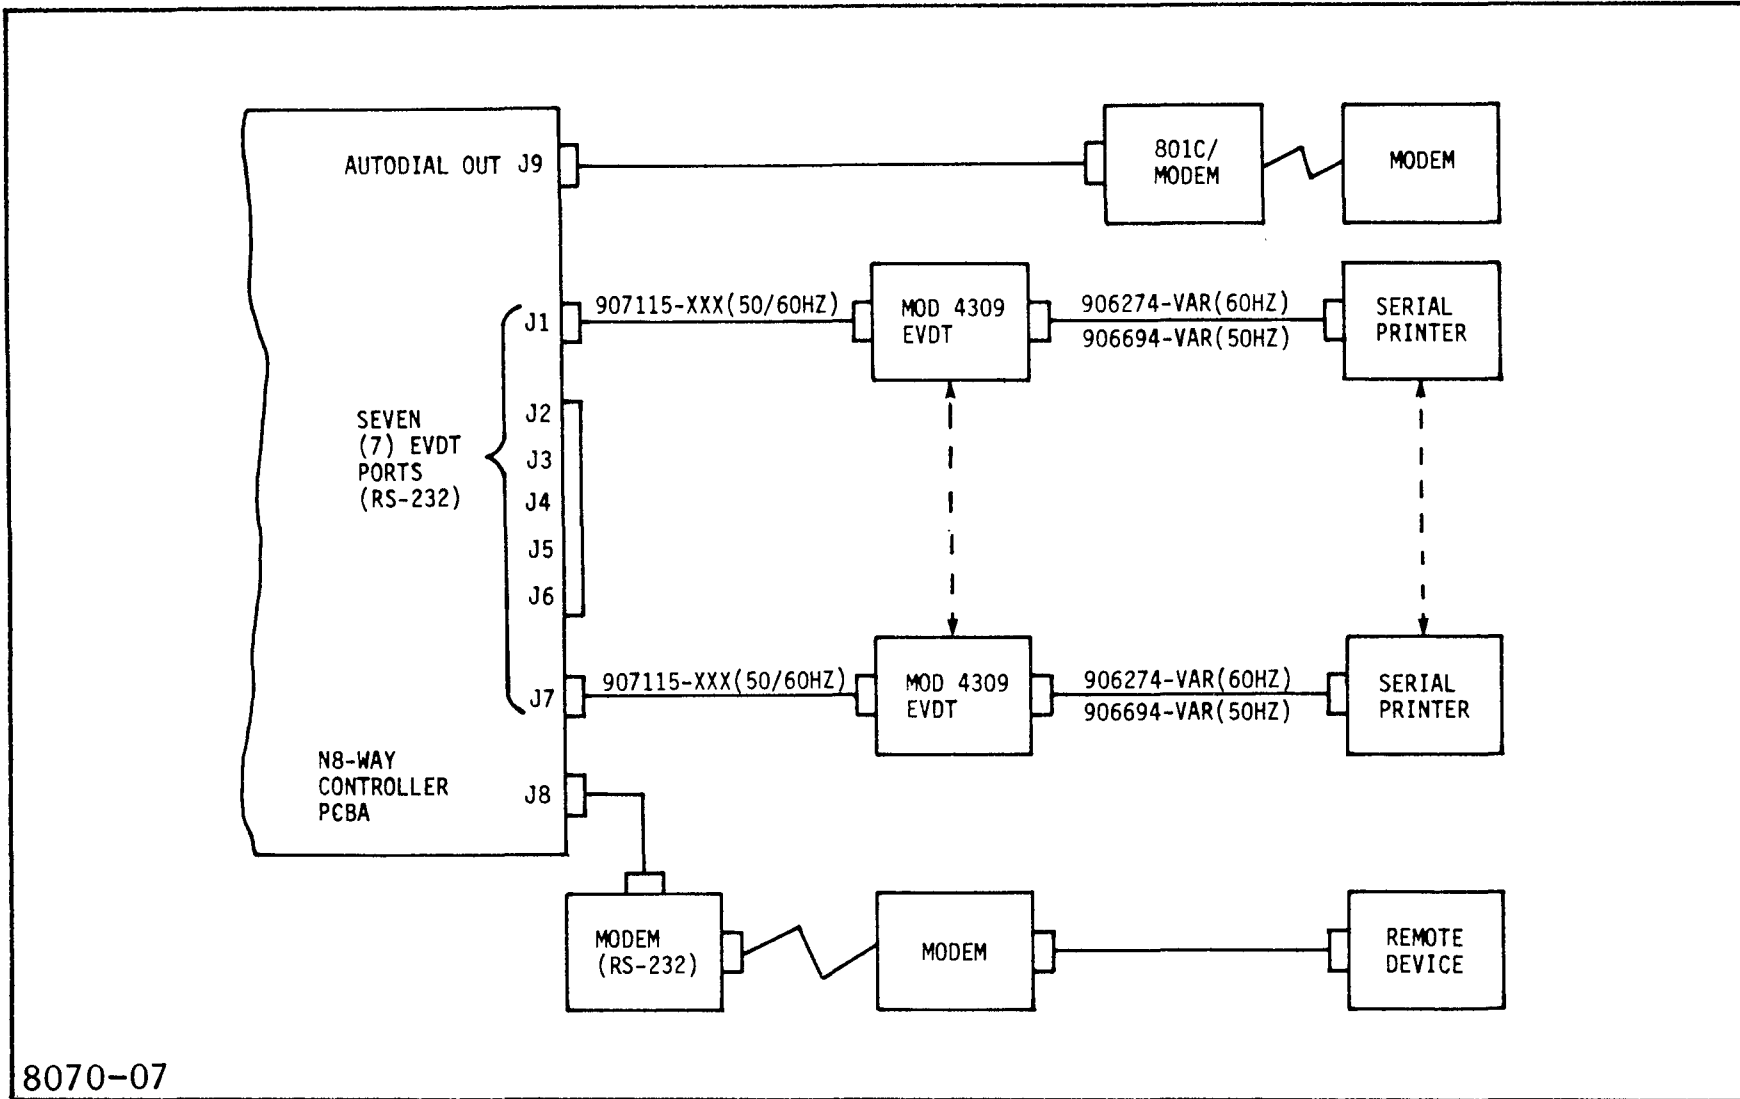 AUTODIAL OUT J9
801C/
MODEM
MODEM
J1
907115-XXX(50/60HZ)
MOD 4309
EVDT
906274-VAR(60HZ)
906694-VAR(50HZ)
SERIAL
PRINTER
SEVEN
(7) EVDT
PORTS
(RS-232)
J2
J3
J4
J5
J6
J7
907115-XXX(50/60HZ)
MOD 4309
EVDT
906274-VAR(60HZ)
906694-VAR(50HZ)
SERIAL
PRINTER
N8-WAY
CONTROLLER
PCBA
J8
MODEM
(RS-232)
MODEM
REMOTE
DEVICE
8070-07